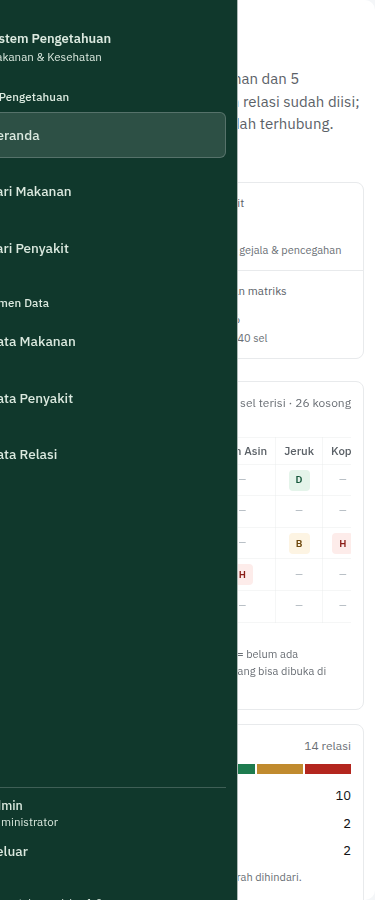 stem Pengetahuan
akanan & Kesehatan
Pengetahuan
eranda
ari Makanan
ari Penyakit
men Data
ata Makanan
ata Penyakit
ata Relasi
dmin
ministrator
eluar
nan dan 5
relasi sudah diisi;
lah terhubung.
it
gejala & pencegahan
n matriks
40 sel
sel terisi · 26 kosong
n Asin Jeruk Kop
– D –
– – –
– B H
H – –
– – –
= belum ada
ang bisa dibuka di
14 relasi
10
2
2
rah dihindari.